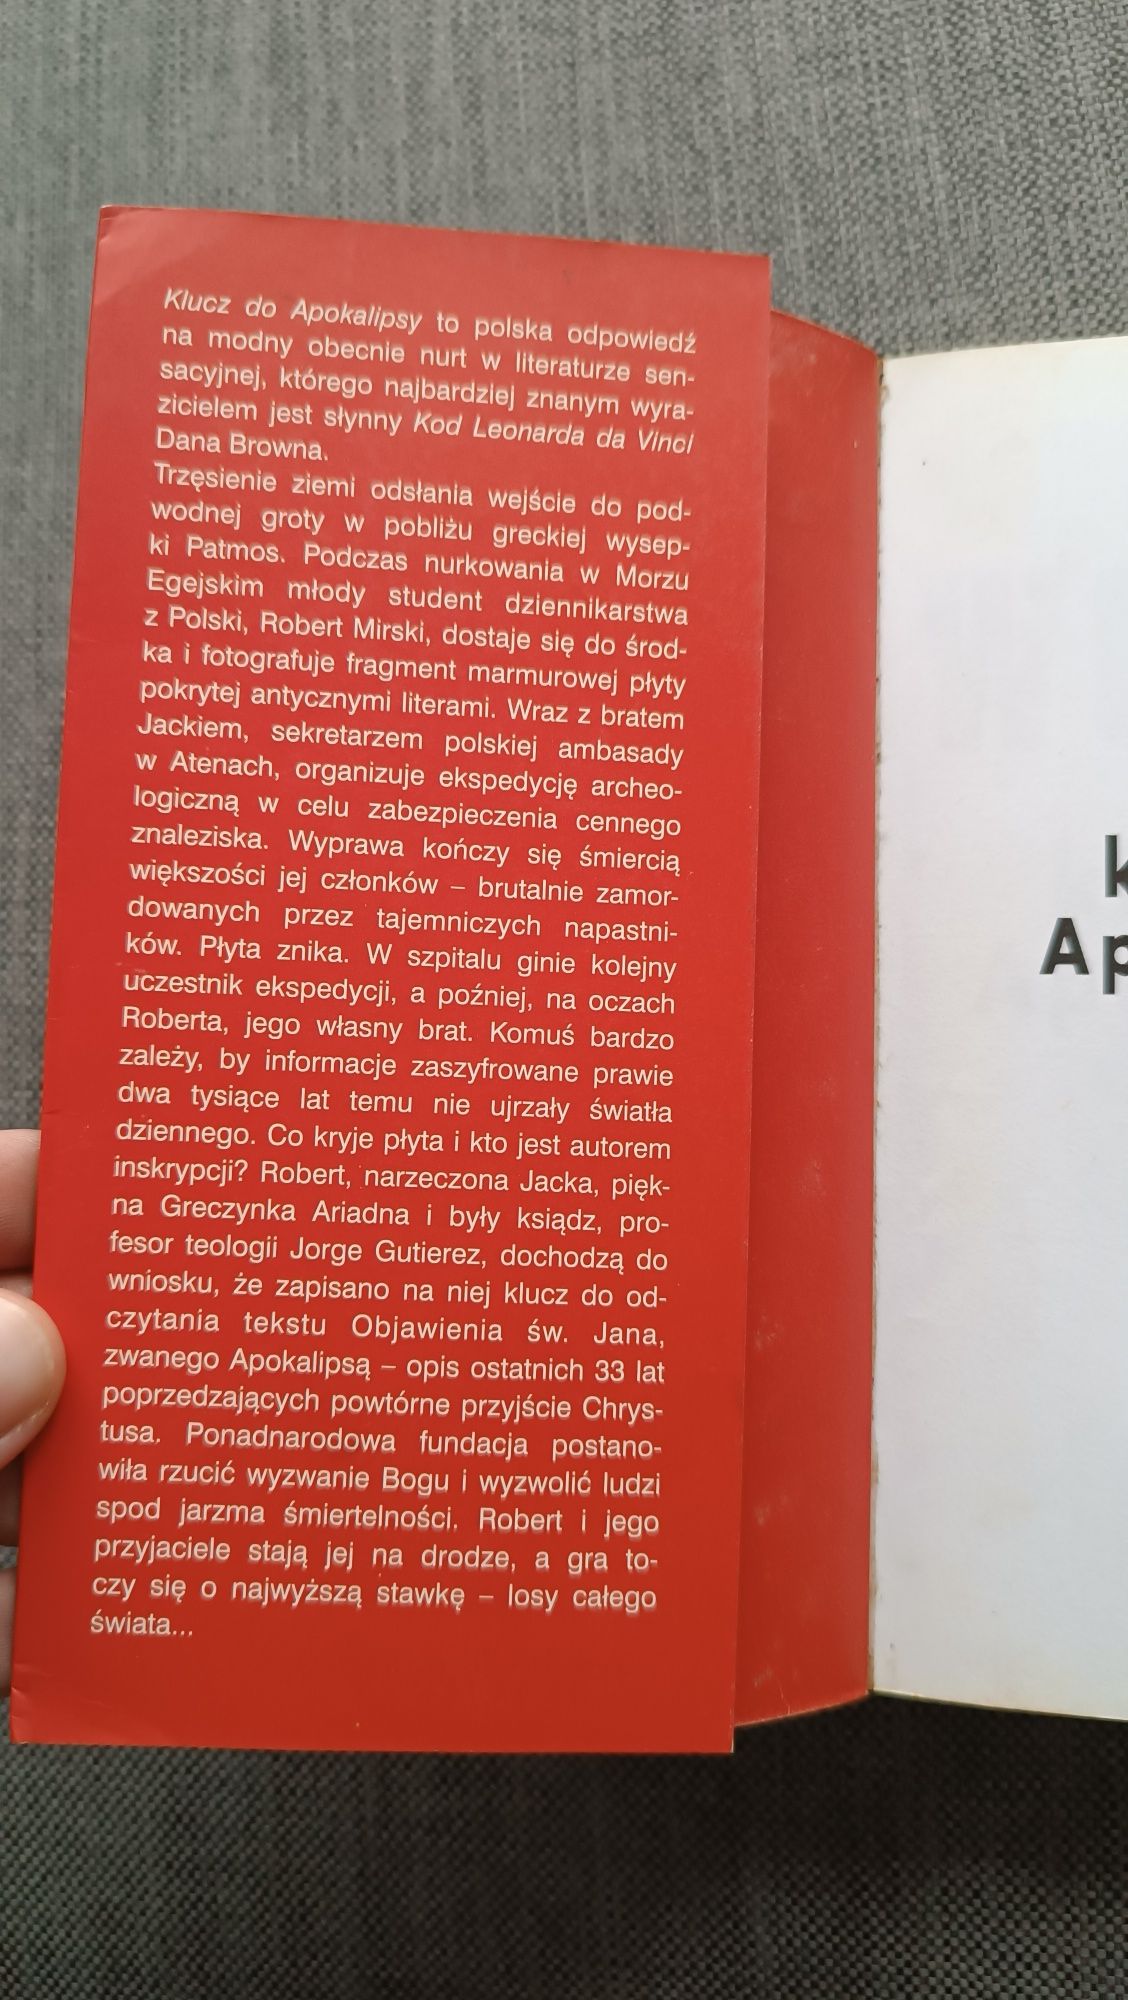 Klucz do Apokalipsy to polska odpowiedź
na modny obecnie nurt w literaturze sen-
sacyjnej, którego najbardziej znanym wyra-
zicielem jest słynny Kod Leonarda da Vinci
Dana Browna.
Trzęsienie ziemi odsłania wejście do pod-
wodnej groty w pobliżu greckiej wysep-
ki Patmos. Podczas nurkowania w Morzu
Egejskim młody student dziennikarstwa
z Polski, Robert Mirski, dostaje się do środ-
ka i fotografuje fragment marmurowej płyty
pokrytej antycznymi literami. Wraz z bratem
Jackiem, sekretarzem polskiej ambasady
w Atenach, organizuje ekspedycję archeo-
logiczną w celu zabezpieczenia cennego
znaleziska. Wyprawa kończy się śmiercią
większości jej członków – brutalnie zamor-
dowanych przez tajemniczych napastni-
ków. Płyta znika. W szpitalu ginie kolejny
uczestnik ekspedycji, a poźniej, na oczach
Roberta, jego własny brat. Komuś bardzo
zależy, by informacje zaszyfrowane prawie
dwa tysiące lat temu nie ujrzały światła
dziennego. Co kryje płyta i kto jest autorem
inskrypcji? Robert, narzeczona Jacka, pięk-
na Greczynka Ariadna i były ksiądz, pro-
fesor teologii Jorge Gutierez, dochodzą do
wniosku, że zapisano na niej klucz do od-
czytania tekstu Objawienia św. Jana,
zwanego Apokalipsą – opis ostatnich 33 lat
poprzedzających powtórne przyjście Chrys-
tusa. Ponadnarodowa fundacja postano-
wiła rzucić wyzwanie Bogu i wyzwolić ludzi
spod jarzma śmiertelności. Robert i jego
przyjaciele stają jej na drodze, a gra to-
czy się o najwyższą stawkę – losy całego
świata...
k
Ap